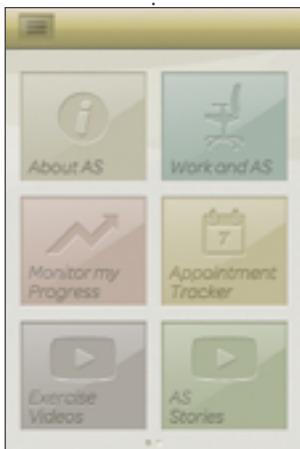 About AS
Work and AS
7
Monitor my
Progress
Appointment
Tracker
Exercise
Videos
AS
Stories